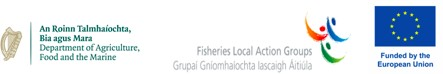 An Roinn Talmhaíochta,
Bia agus Mara
Department of Agriculture,
Food and the Marine
Fisheries Local Action Groups
Grupaí Gníomhaíochta Iascaigh Áitiúla
Funded by the
European Union